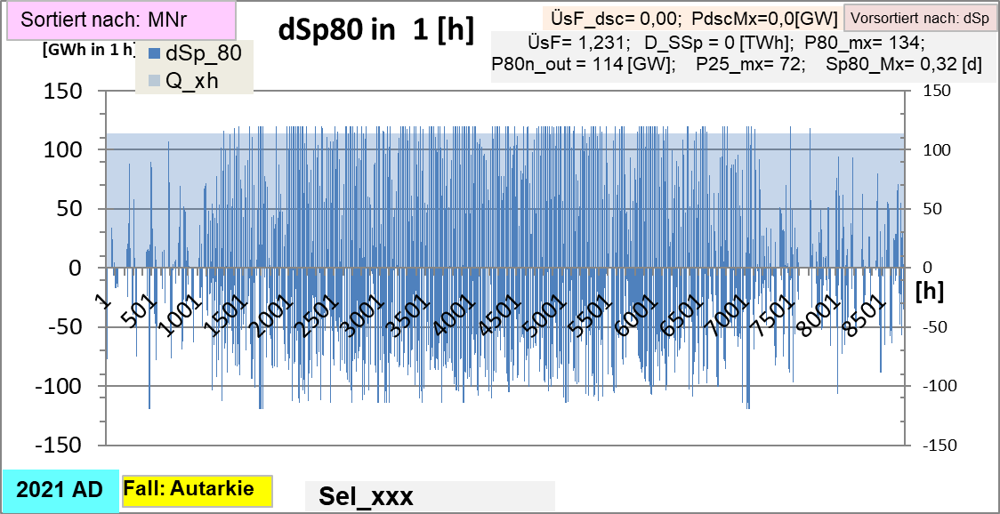 Sortiert nach: MNr
dSp80 in 1 [h]
ÜsF_dsc= 0,00; PdscMx=0,0[GW]
Vorsortiert nach: dSp
[GWh in 1 h]
ÜsF= 1,231; D_SSp = 0 [TWh]; P80_mx= 134;
P80n_out = 114 [GW]; P25_mx= 72; Sp80_Mx= 0,32 [d]
dSp_80
Q_xh
150 150
100 100
50 50
0 0
[h]
1 501 1001 1501 2001 2501 3001 3501 4001 4501 5001 5501 6001 6501 7001 7501 8001 8501
-50 -50
-100 -100
-150 -150
2021 AD
Fall: Autarkie
Sel_xxx